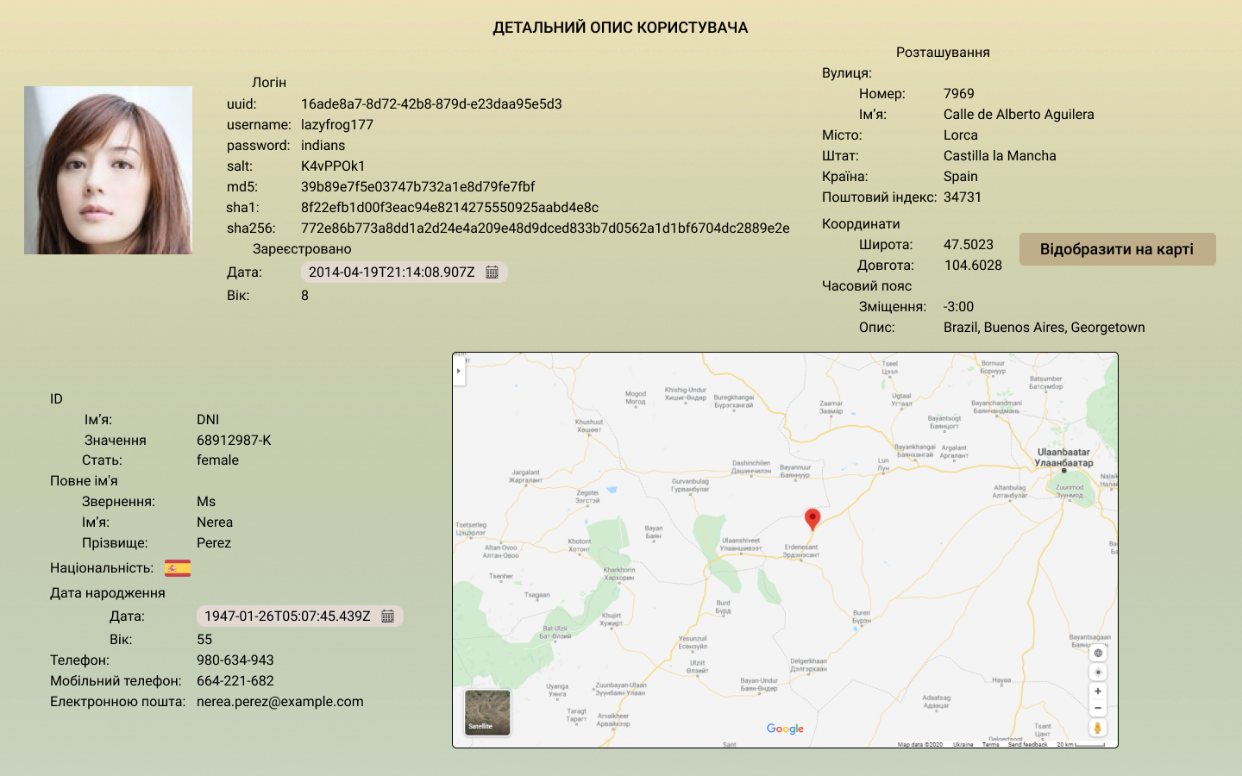 ДЕТАЛЬНИЙ ОПИС КОРИСТУВАЧА
Логін
uuid: 16ade8a7-8d72-42b8-879d-e23daa95e5d3
username: lazyfrog177
password: indians
salt: K4vPPOk1
md5: 39b89e7f5e03747b732a1e8d79fe7fbf
sha1: 8f22efb1d00f3eac94e8214275550925aabd4e8c
sha256: 772e86b773a8dd1a2d24e4a209e48d9dced833b7d0562a1d1bf6704dc2889e2e
Зареєстровано
Дата: 2014-04-19T21:14:08.907Z
Вік: 8
Розташування
Вулиця:
Номер: 7969
Ім'я: Calle de Alberto Aguilera
Місто: Lorca
Штат: Castilla la Mancha
Країна: Spain
Поштовий індекс: 34731
Координати
Широта: 47.5023
Довгота: 104.6028
Відобразити на карті
Часовий пояс
Зміщення: -3:00
Опис: Brazil, Buenos Aires, Georgetown
ID
Ім'я: DNI
Значення 68912987-K
Стать: female
Повне ім'я
Звернення: Ms
Ім'я: Nerea
Прізвище: Perez
Національність:
Дата народження
Дата: 1947-01-26T05:07:45.439Z
Вік: 55
Телефон: 980-634-943
Мобільний телефон: 664-221-682
Електронною пошта: nerea.perez@example.com
Tseel
Цээл
Bornuur
Борнуур
Batsumber
Батсүмбэр
Mogod
Могод
Khishig-Undur
Хишиг-Өндөр
Buregkhangai
Бүрэгхангай
Zaamar
Заамар
Ugtaal
Угтаал
Bayanchandmani
Баянчандмань
Khushuut
Хөшөөт
Bayantsogt
Баянцогт
Bayankhangai
Баянхангай
Argalant
Аргалант
Ulaanbaatar
Улаанбаатар
Lun
Лүн
Jargalant
Жаргалант
Dashinchilen
Дашинчилэн
Bayannuur
Баяннуур
Gurvanbulag
Гурванбулаг
Zegstei
Зэгстэй
Altanbulag
Алтанбулаг
Zuunmod
Зуунмод
Tsetserleg
Цэцэрлэг
Bayan
Баян
Khotont
Хотонт
Altan-Ovoo
Алтан-Овоо
Ulaanshiveet
Улааншивээт
Erdenesant
Эрдэнэсант
Tsenher
Kharkhorin
Хархорин
Tsagaan
Khujirt
Хужирт
Burd
Бүрд
Buren
Бүрэн
Bat-Ulzii
Бат-Өлзий
Yesunzuil
Есөнзүйл
Bayantsagaan
Баянцагаан
Ulziit
Өлзийт
Delgerkhaan
Дэлгэрхаан
Uyanga
Уянга
Zuunbayan-Ulaan
Зүүнбаян-Улаан
Bayan-Undur
Баян-Өндөр
Hayaa
Adaatsag
Адаацаг
Taragt
Тарагт
Arvaikheer
Арвайхээр
Tsant
Цант
Sant
Satellite
Google
Map data ©2020 Ukraine Terms Send feedback 20 km